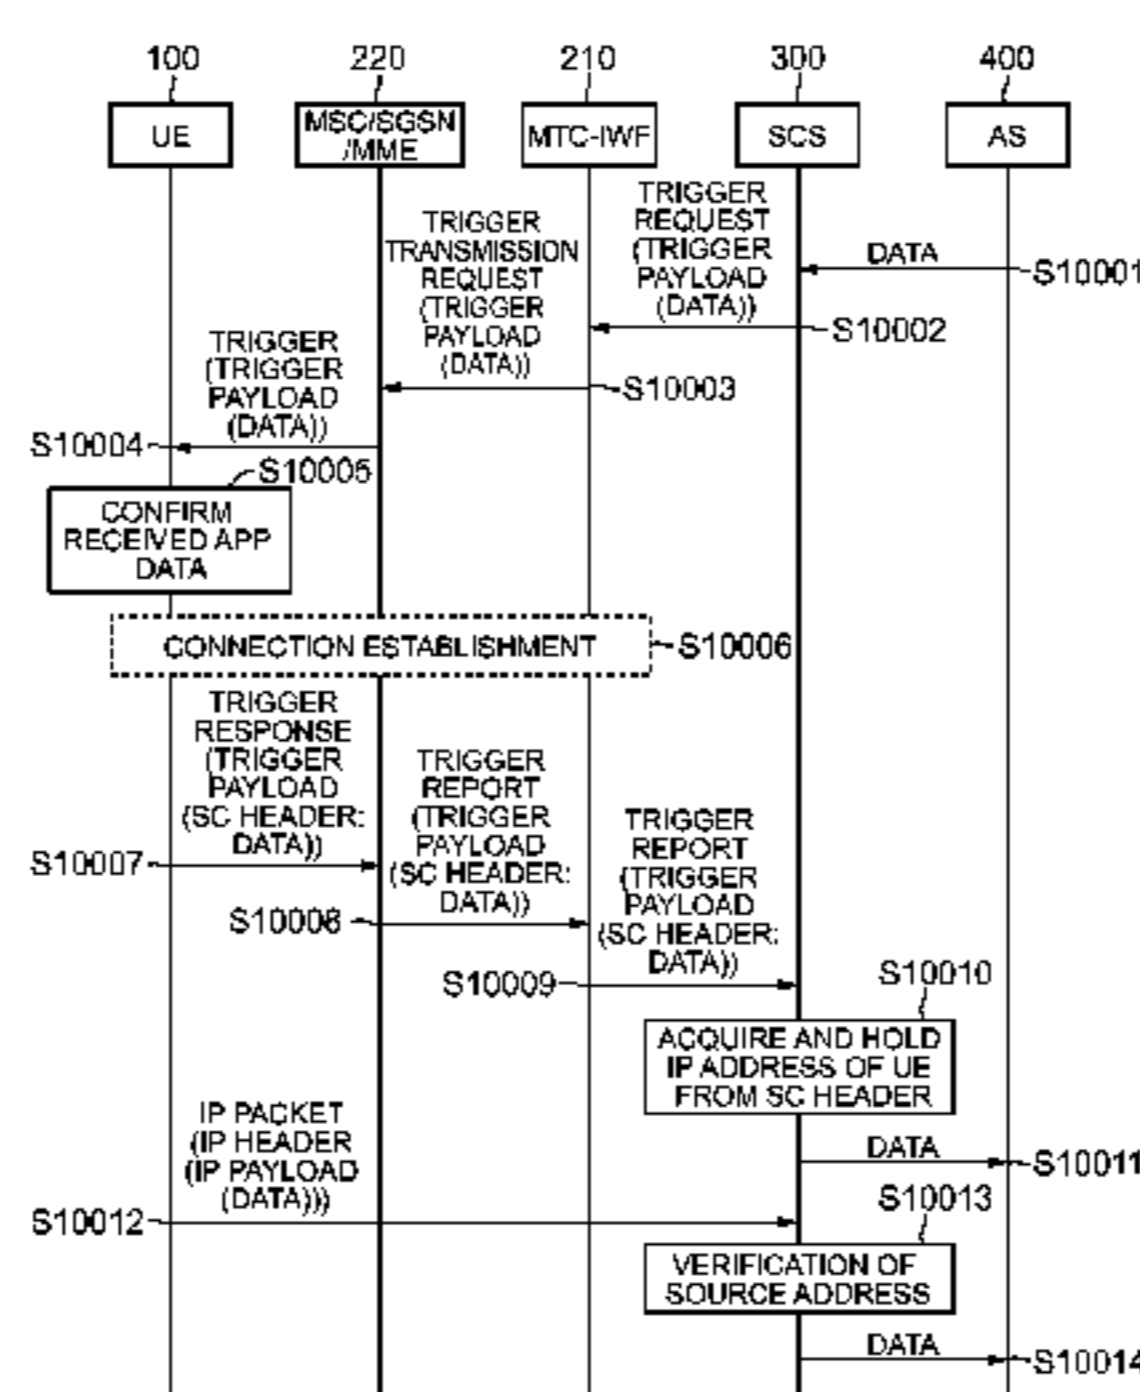 100
220
210
300
400
UE
MSC/SGSN
/MME
MTC-IWF
SCS
AS
DATA
S10001
TRIGGER
REQUEST
(TRIGGER
PAYLOAD
(DATA))
S10002
TRIGGER
TRANSMISSION
REQUEST
(TRIGGER
PAYLOAD
(DATA))
S10003
TRIGGER
(TRIGGER
PAYLOAD
(DATA))
S10004
S10005
CONFIRM
RECEIVED APP
DATA
CONNECTION ESTABLISHMENT
S10006
TRIGGER
RESPONSE
(TRIGGER
PAYLOAD
(SC HEADER:
DATA))
S10007
TRIGGER
REPORT
(TRIGGER
PAYLOAD
(SC HEADER:
DATA))
S10008
TRIGGER
REPORT
(TRIGGER
PAYLOAD
(SC HEADER:
DATA))
S10009
S10010
ACQUIRE AND HOLD
IP ADDRESS OF UE
FROM SC HEADER
DATA
S10011
IP PACKET
(IP HEADER
(IP PAYLOAD
(DATA)))
S10012
S10013
VERIFICATION OF
SOURCE ADDRESS
DATA
S10014